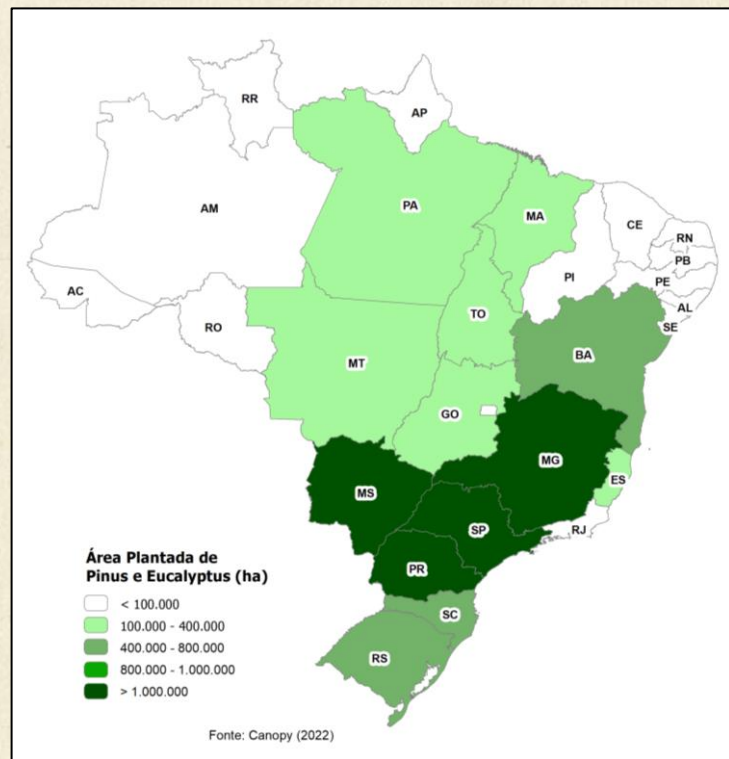 RR
AP
AM
PA
MA
CE
RN
PB
PI
PE
AC
AL
TO
SE
RO
BA
MT
GO
MG
ES
MS
SP
RJ
PR
SC
RS
Área Plantada de
Pinus e Eucalyptus (ha)
< 100.000
100.000 - 400.000
400.000 - 800.000
800.000 - 1.000.000
> 1.000.000
Fonte: Canopy (2022)